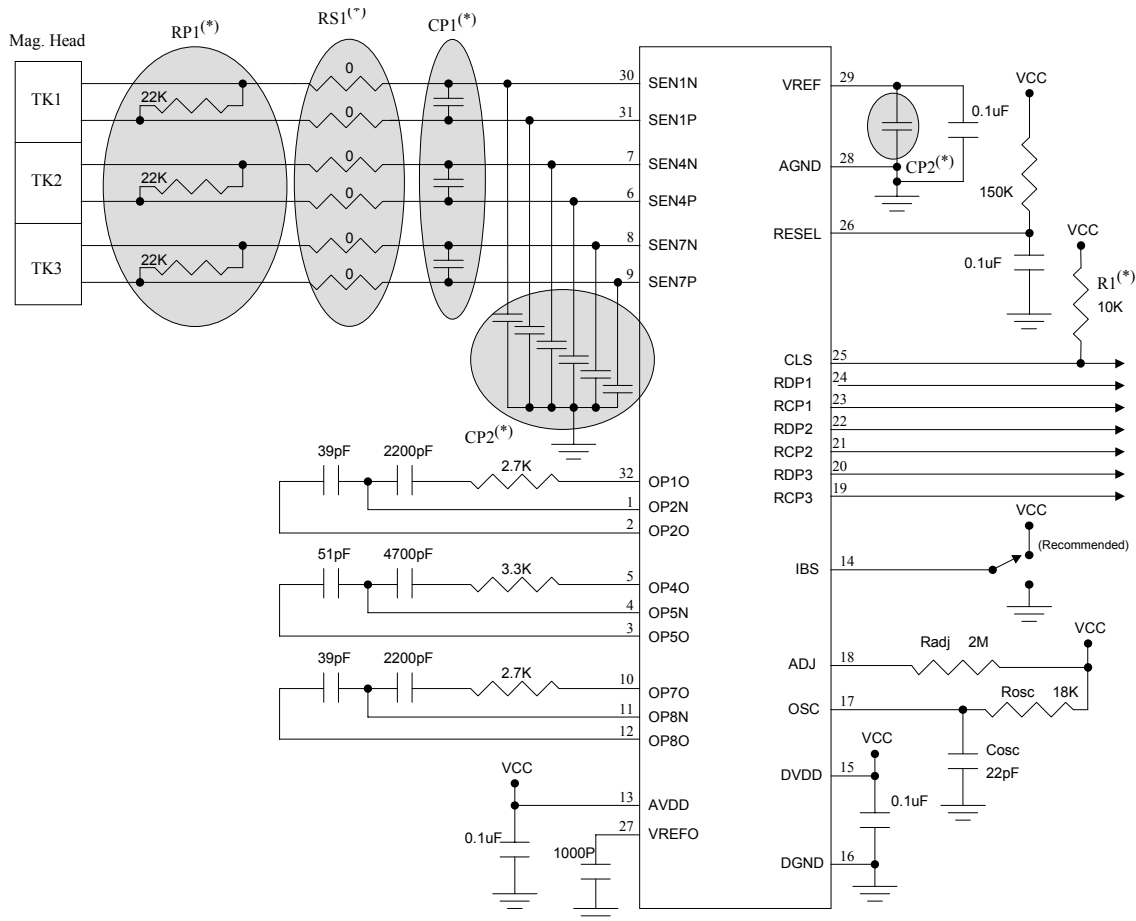 Mag. Head
RP1(*)
RS1(*)
CP1(*)
TK1
TK2
TK3
22K
22K
22K
0
0
0
0
0
0
30 SEN1N
31 SEN1P
7 SEN4N
6 SEN4P
8 SEN7N
9 SEN7P
CP2(*)
39pF 2200pF 2.7K
32 OP1O
1 OP2N
2 OP2O
51pF 4700pF 3.3K
5 OP4O
4 OP5N
3 OP5O
39pF 2200pF 2.7K
10 OP7O
11 OP8N
12 OP8O
VCC
13 AVDD
0.1uF
27 VREFO
1000P
VREF 29
VCC
0.1uF
AGND 28
CP2(*)
150K
RESEL 26
VCC
0.1uF
R1(*)
10K
CLS 25
RDP1 24
RCP1 23
RDP2 22
RCP2 21
RDP3 20
RCP3 19
VCC
(Recommended)
IBS 14
VCC
Radj 2M
ADJ 18
Rosc 18K
OSC 17
VCC
Cosc
22pF
DVDD 15
0.1uF
DGND 16